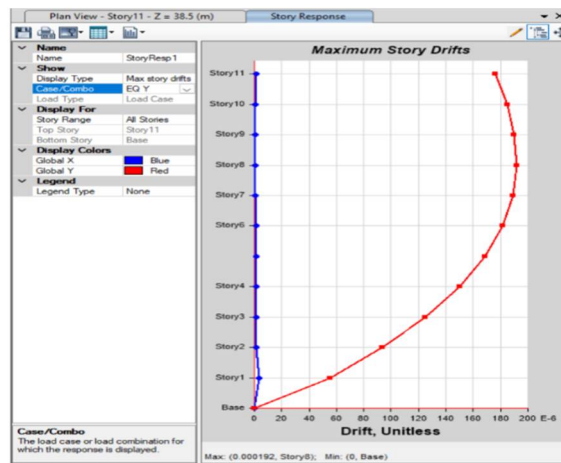 Plan View - Story11 - Z = 38.5 (m)
Story Response
Name
Name StoryResp1
Show
Display Type Max story drifts
Case/Combo EQ Y
Load Type Load Case
Display For
Story Range All Stories
Top Story Story11
Bottom Story Base
Display Colors
Global X Blue
Global Y Red
Legend
Legend Type None
Case/Combo
The load case or load combination for
which the response is displayed.
Maximum Story Drifts
Story11
Story10
Story9
Story8
Story7
Story6
Story4
Story3
Story2
Story1
Base
0 20 40 60 80 100 120 140 160 180 200 E-6
Drift, Unitless
Max: (0.000192, Story8); Min: (0, Base)